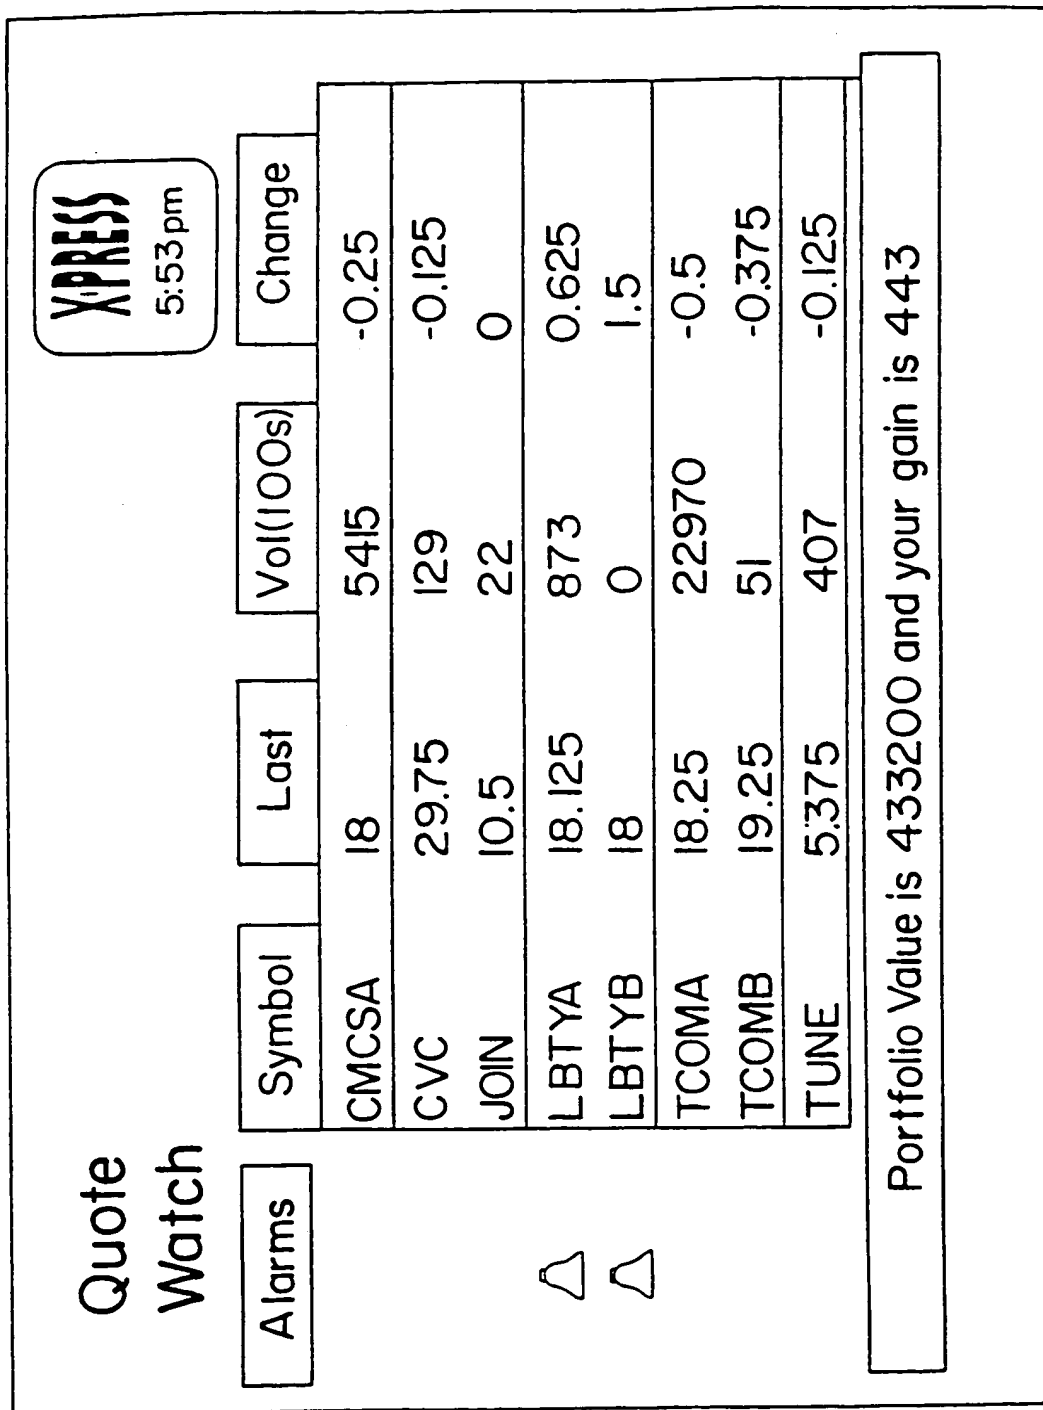 Quote
Watch
X·PRESS
5:53pm
Alarms Symbol Last Vol(100s) Change
CMCSA 18 5415 -0.25
CVC 29.75 129 -0.125
JOIN 10.5 22 0
LBTYA 18.125 873 0.625
LBTYB 18 0 1.5
TCOMA 18.25 22970 -0.5
TCOMB 19.25 51 -0.375
TUNE 5.375 407 -0.125
Portfolio Value is 433200 and your gain is 443